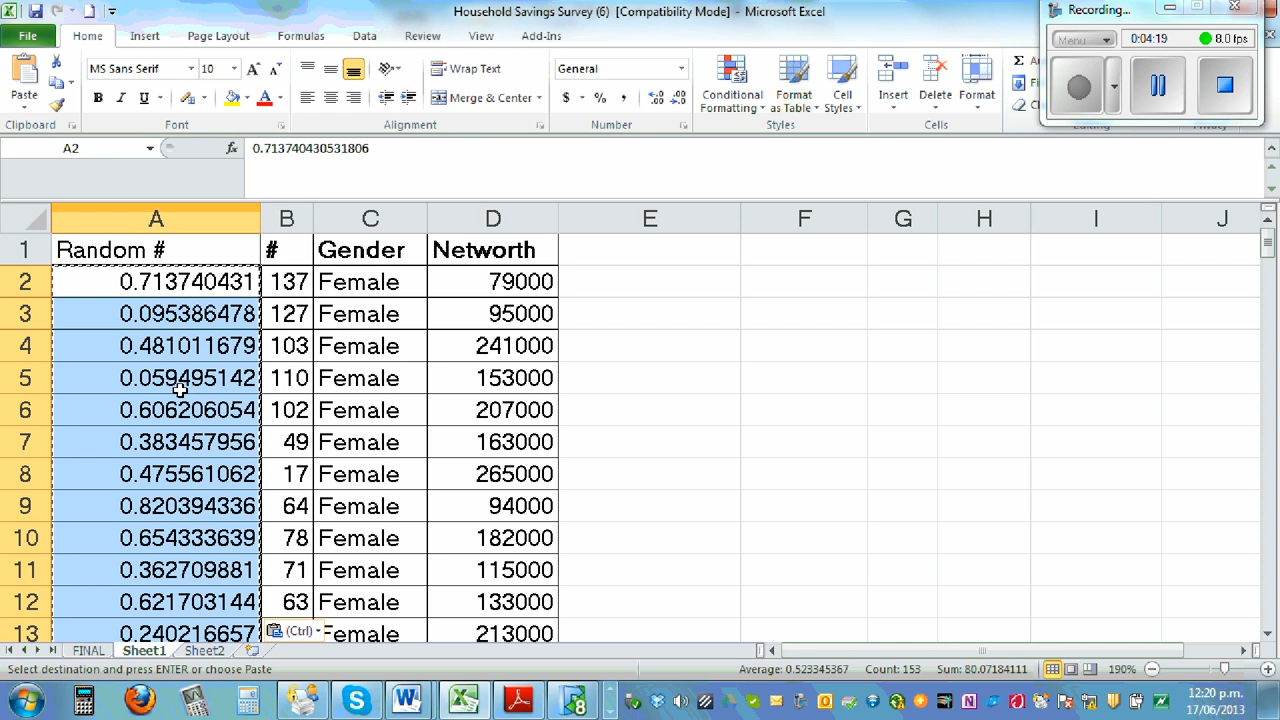 Household Savings Survey (6) [Compatibility Mode] - Microsoft Excel
Recording...
File Home Insert Page Layout Formulas Data Review View Add-Ins
Menu 0:04:19 8.0 fps
MS Sans Serif 10 Wrap Text General
Paste Conditional Format Cell Insert Delete Format
B I U Merge & Center $ % , Formatting as Table Styles
Clipboard Font Alignment Number Styles Cells Editing
A2 fx 0.713740430531806
A B C D E F G H I J
1 Random # # Gender Networth
2 0.713740431 137 Female 79000
3 0.095386478 127 Female 95000
4 0.481011679 103 Female 241000
5 0.059495142 110 Female 153000
6 0.606206054 102 Female 207000
7 0.383457956 49 Female 163000
8 0.475561062 17 Female 265000
9 0.820394336 64 Female 94000
10 0.654333639 78 Female 182000
11 0.362709881 71 Female 115000
12 0.621703144 63 Female 133000
13 0.240216657 (Ctrl) Female 213000
FINAL Sheet1 Sheet2
Select destination and press ENTER or choose Paste Average: 0.523345367 Count: 153 Sum: 80.07184111 190%
12:20 p.m.
17/06/2013